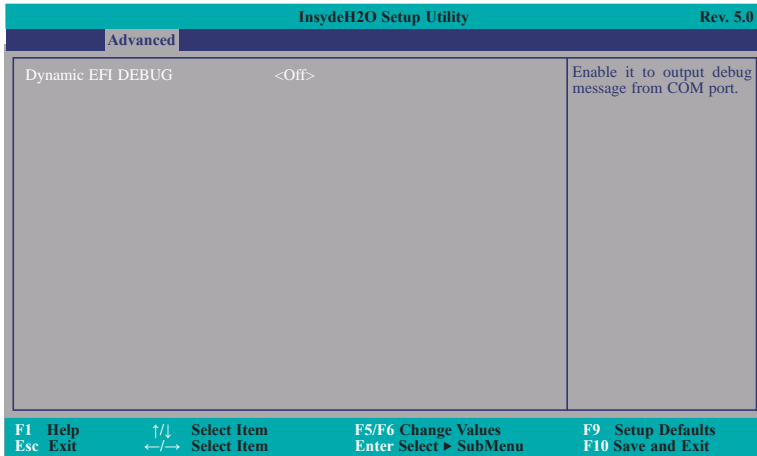 InsydeH2O Setup Utility Rev. 5.0
Advanced
Dynamic EFI DEBUG <Off>
Enable it to output debug
message from COM port.
F1 Help ↑/↓ Select Item F5/F6 Change Values F9 Setup Defaults
Esc Exit ←/→ Select Item Enter Select ▶ SubMenu F10 Save and Exit